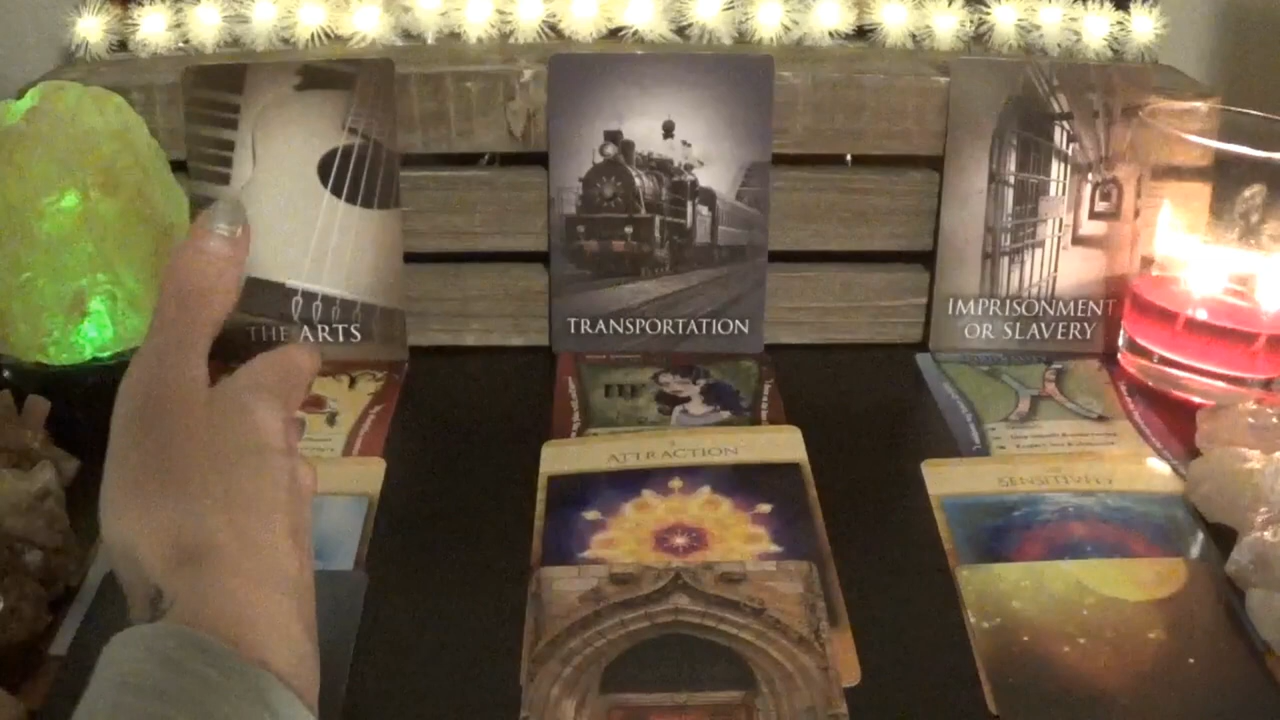 THE ARTS
TRANSPORTATION
IMPRISONMENT
OR SLAVERY
ATTRACTION
SENSITIVITY